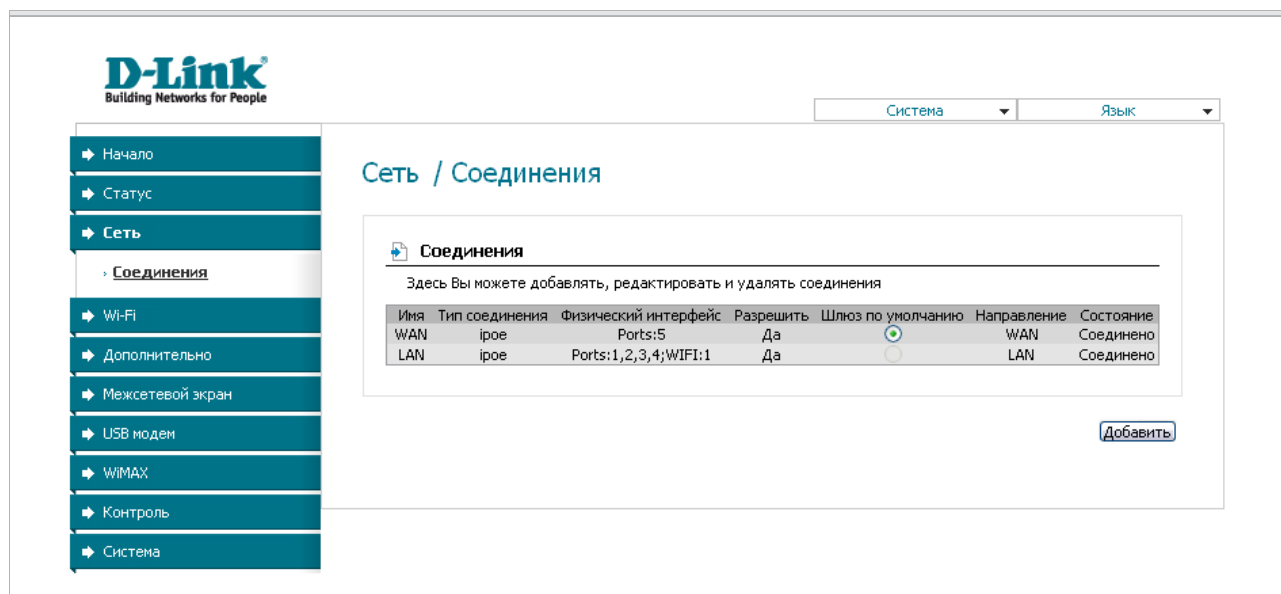 D-Link
Building Networks for People
Система Язык
Начало
Статус
Сеть
Соединения
Wi-Fi
Дополнительно
Межсетевой экран
USB модем
WiMAX
Контроль
Система
Сеть / Соединения
Соединения
Здесь Вы можете добавлять, редактировать и удалять соединения
Имя Тип соединения Физический интерфейс Разрешить Шлюз по умолчанию Направление Состояние
WAN ipoe Ports:5 Да WAN Соединено
LAN ipoe Ports:1,2,3,4;WIFI:1 Да LAN Соединено
Добавить